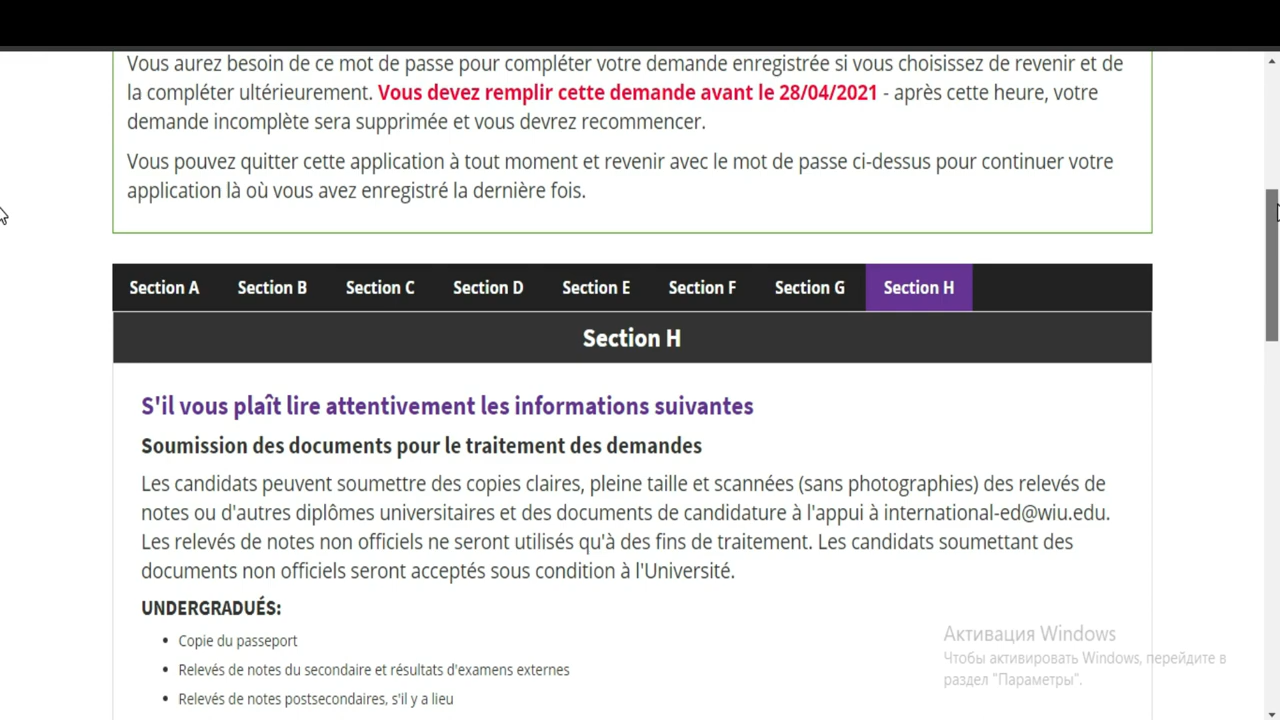 Vous aurez besoin de ce mot de passe pour compléter votre demande enregistrée si vous choisissez de revenir et de
la compléter ultérieurement. Vous devez remplir cette demande avant le 28/04/2021 - après cette heure, votre
demande incomplète sera supprimée et vous devrez recommencer.
Vous pouvez quitter cette application à tout moment et revenir avec le mot de passe ci-dessus pour continuer votre
application là où vous avez enregistré la dernière fois.
Section A Section B Section C Section D Section E Section F Section G Section H
Section H
S'il vous plaît lire attentivement les informations suivantes
Soumission des documents pour le traitement des demandes
Les candidats peuvent soumettre des copies claires, pleine taille et scannées (sans photographies) des relevés de
notes ou d'autres diplômes universitaires et des documents de candidature à l'appui à international-ed@wiu.edu.
Les relevés de notes non officiels ne seront utilisés qu'à des fins de traitement. Les candidats soumettant des
documents non officiels seront acceptés sous condition à l'Université.
UNDERGRADUÉS:
• Copie du passeport
• Relevés de notes du secondaire et résultats d'examens externes
• Relevés de notes postsecondaires, s'il y a lieu
Активация Windows
Чтобы активировать Windows, перейдите в
раздел "Параметры".